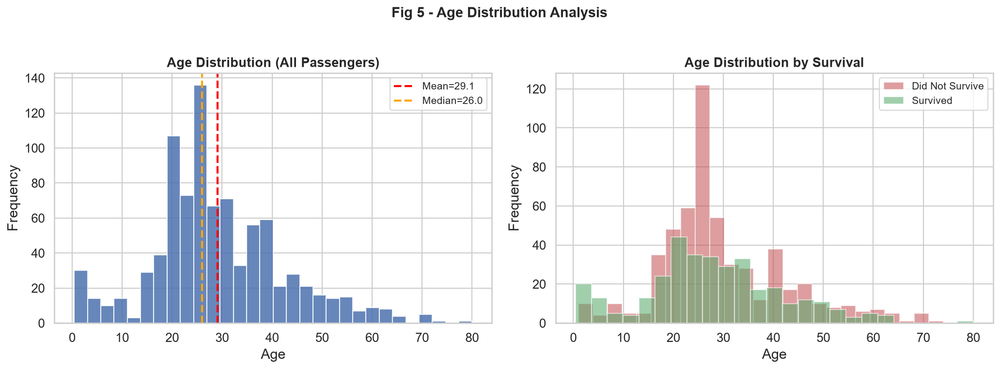 Fig 5 - Age Distribution Analysis
Age Distribution (All Passengers)
Mean=29.1
Median=26.0
Frequency
140
120
100
80
60
40
20
0
0 10 20 30 40 50 60 70 80
Age
Age Distribution by Survival
Did Not Survive
Survived
Frequency
120
100
80
60
40
20
0
0 10 20 30 40 50 60 70 80
Age